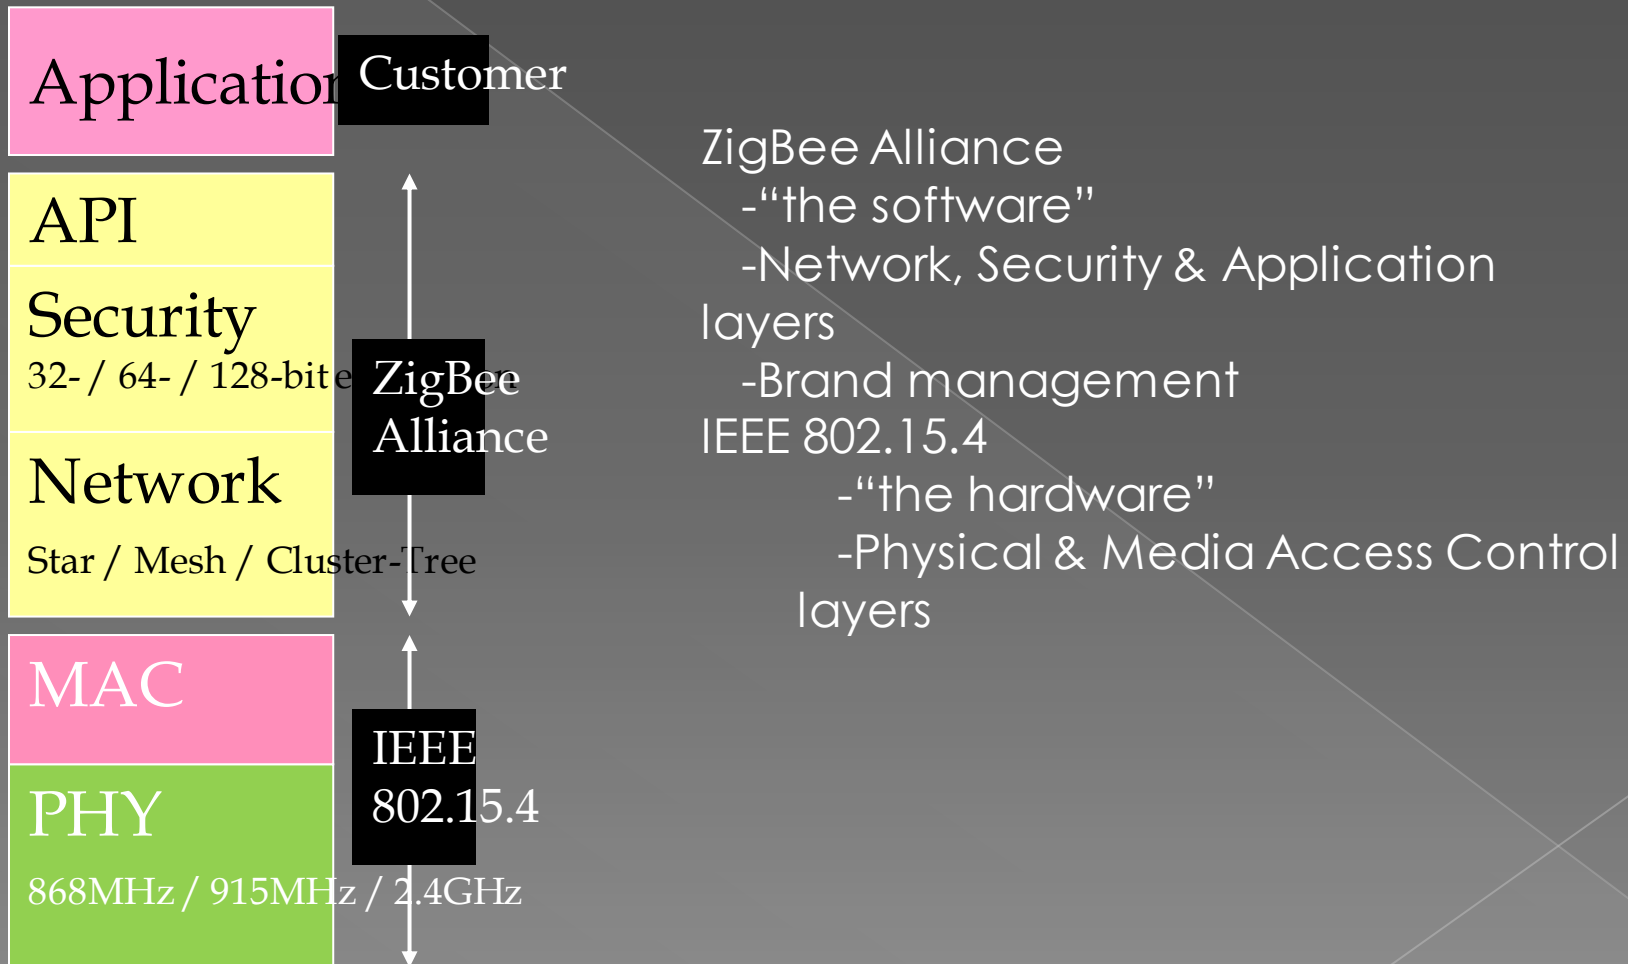 Application
Customer
API
Security
32- / 64- / 128-bit
ZigBee
Alliance
Network
Star / Mesh / Cluster-Tree
MAC
IEEE
802.15.4
PHY
868MHz / 915MHz / 2.4GHz
ZigBee Alliance
-“the software”
-Network, Security & Application
layers
-Brand management
IEEE 802.15.4
-“the hardware”
-Physical & Media Access Control
layers